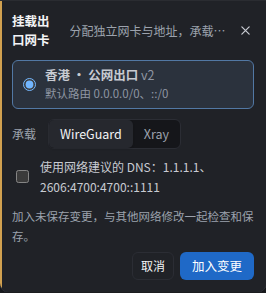 挂载出口网卡
分配独立网卡与地址，承载…
香港 · 公网出口 v2
默认路由 0.0.0.0/0、::/0
承载 WireGuard Xray
使用网络建议的 DNS：1.1.1.1、
2606:4700:4700::1111
加入未保存变更，与其他网络修改一起检查和保
存。
取消 加入变更